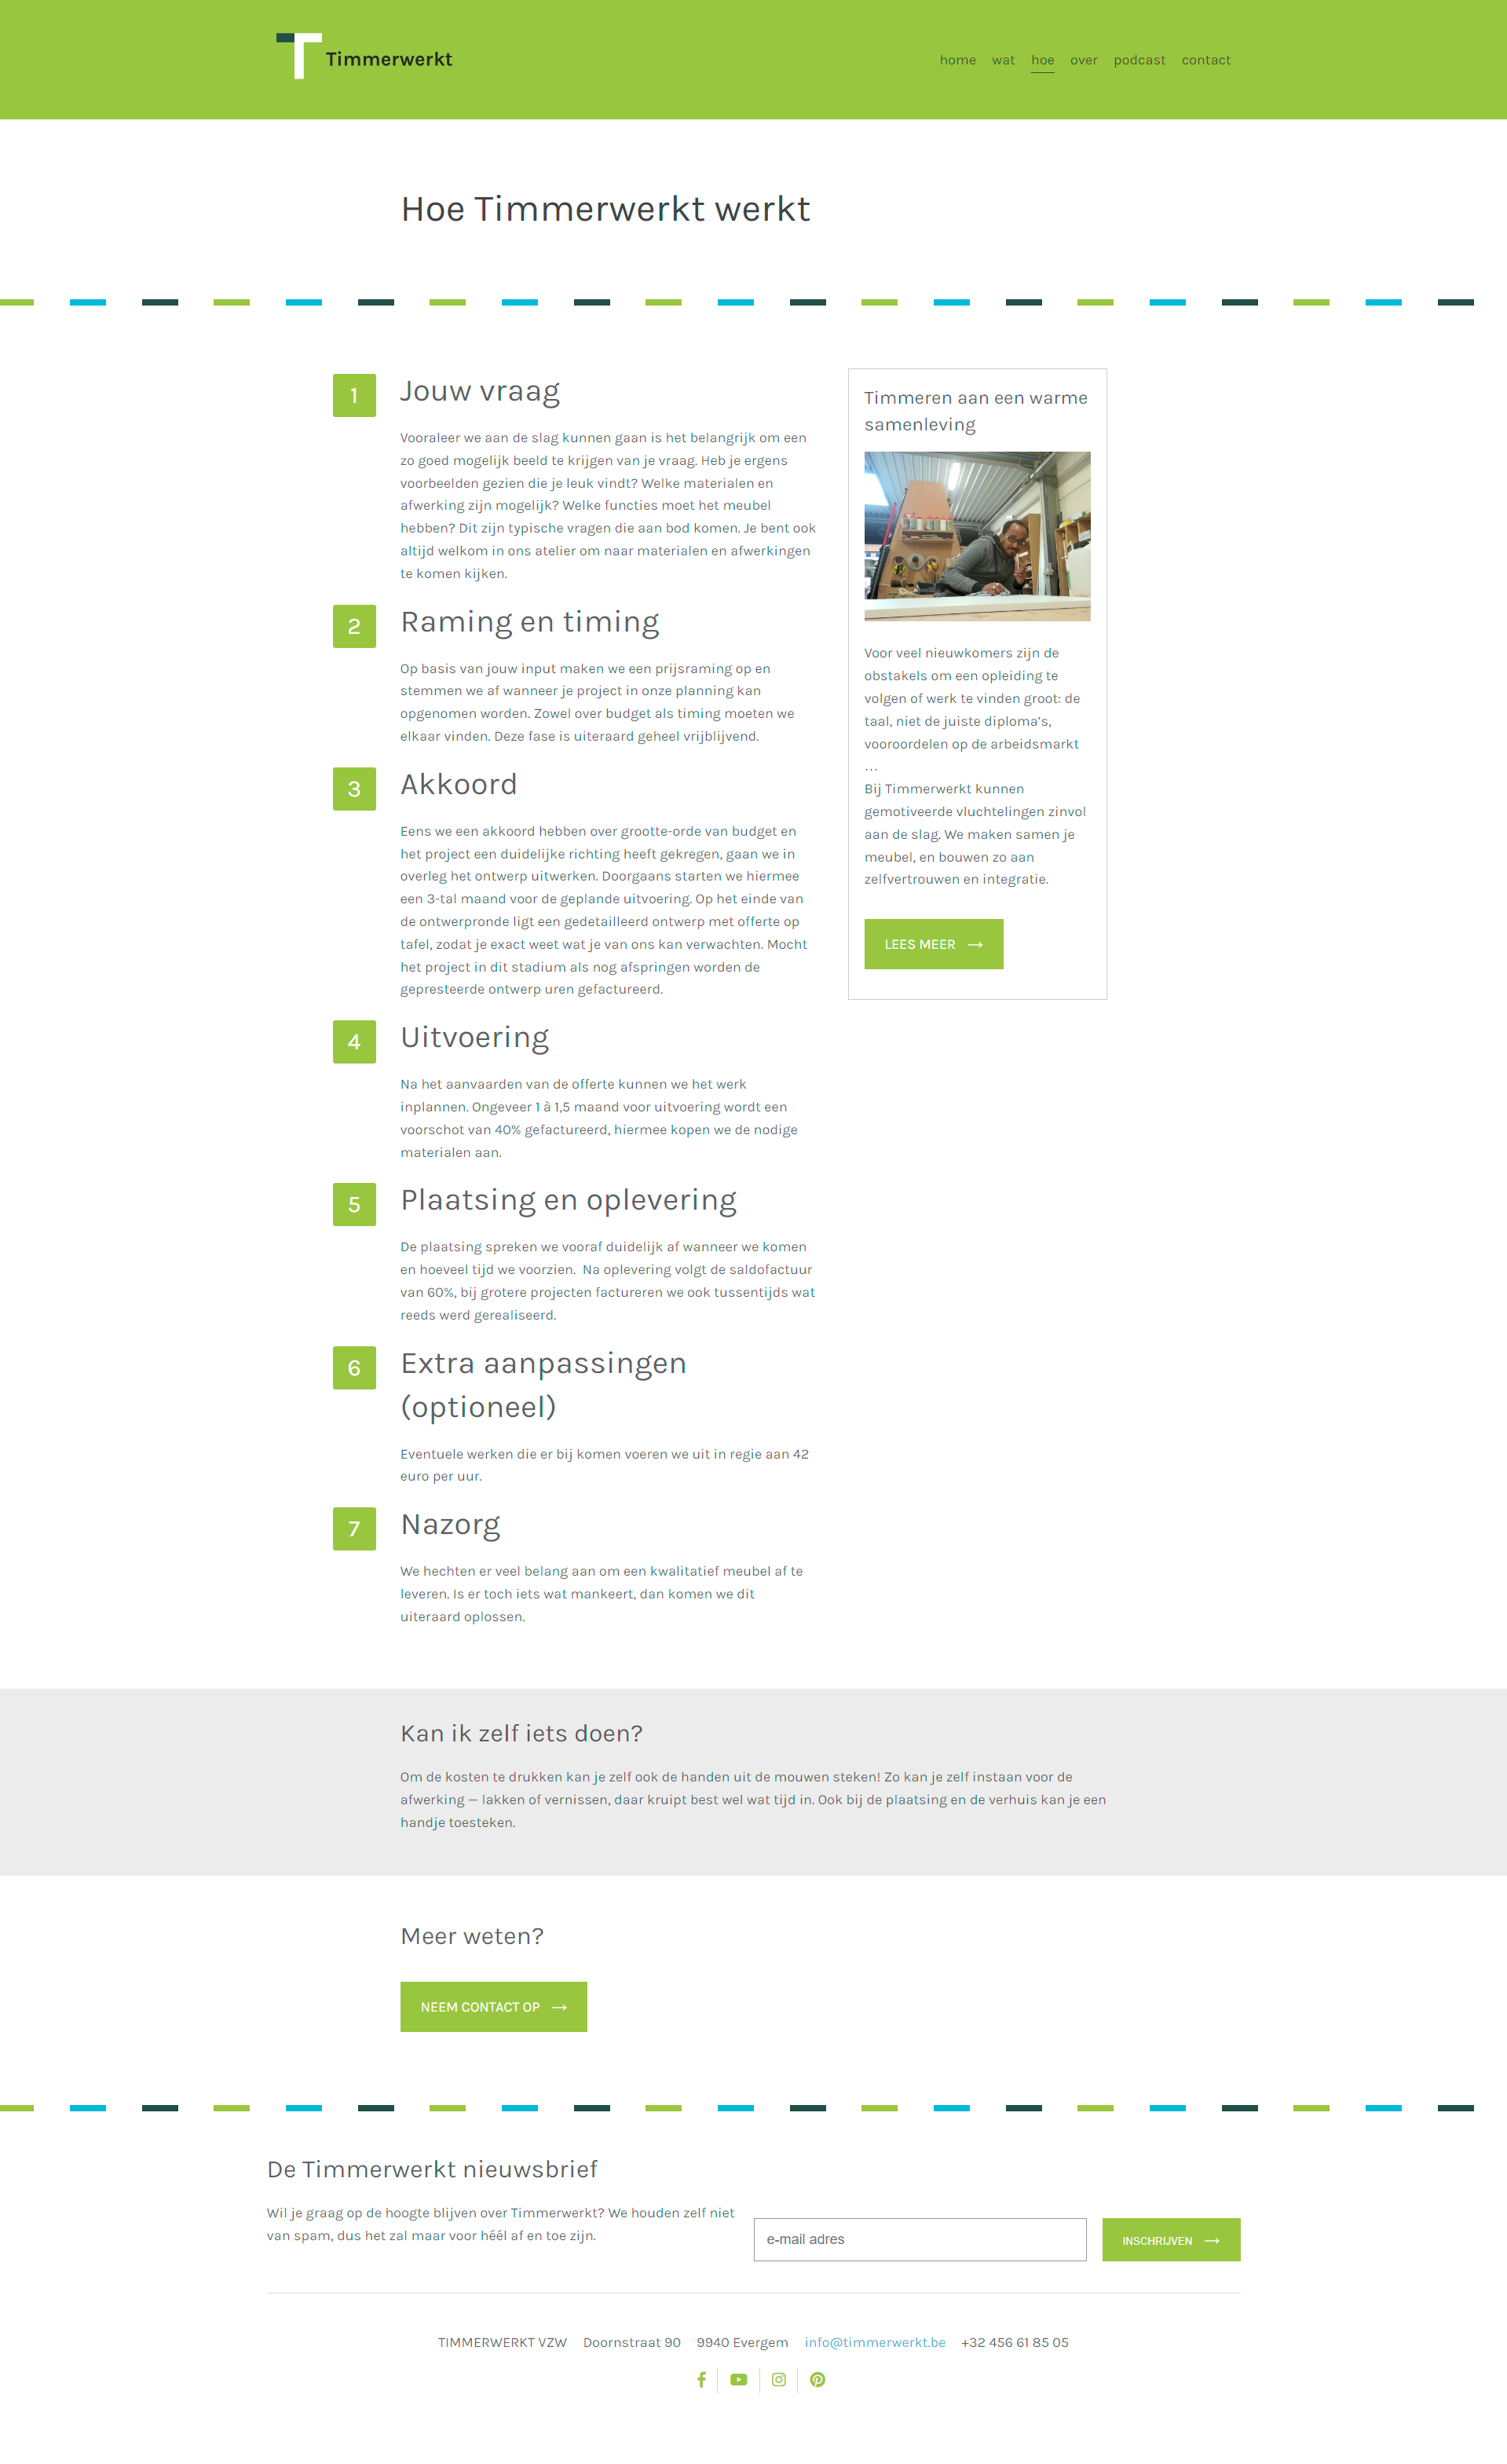 Timmerwerkt
home wat hoe over podcast contact
Hoe Timmerwerkt werkt
1
Jouw vraag
Vooraleer we aan de slag kunnen gaan is het belangrijk om een
zo goed mogelijk beeld te krijgen van je vraag. Heb je ergens
voorbeelden gezien die je leuk vindt? Welke materialen en
afwerking zijn mogelijk? Welke functies moet het meubel
hebben? Dit zijn typische vragen die aan bod komen. Je bent ook
altijd welkom in ons atelier om naar materialen en afwerkingen
te komen kijken.
2
Raming en timing
Op basis van jouw input maken we een prijsraming op en
stemmen we af wanneer je project in onze planning kan
opgenomen worden. Zowel over budget als timing moeten we
elkaar vinden. Deze fase is uiteraard geheel vrijblijvend.
3
Akkoord
Eens we een akkoord hebben over grootte-orde van budget en
het project een duidelijke richting heeft gekregen, gaan we in
overleg het ontwerp uitwerken. Doorgaans starten we hiermee
een 3-tal maand voor de geplande uitvoering. Op het einde van
de ontwerpronde ligt een gedetailleerd ontwerp met offerte op
tafel, zodat je exact weet wat je van ons kan verwachten. Mocht
het project in dit stadium als nog afspringen worden de
gepresteerde ontwerp uren gefactureerd.
4
Uitvoering
Na het aanvaarden van de offerte kunnen we het werk
inplannen. Ongeveer 1 à 1,5 maand voor uitvoering wordt een
voorschot van 40% gefactureerd, hiermee kopen we de nodige
materialen aan.
5
Plaatsing en oplevering
De plaatsing spreken we vooraf duidelijk af wanneer we komen
en hoeveel tijd we voorzien.  Na oplevering volgt de saldofactuur
van 60%, bij grotere projecten factureren we ook tussentijds wat
reeds werd gerealiseerd.
6
Extra aanpassingen
(optioneel)
Eventuele werken die er bij komen voeren we uit in regie aan 42
euro per uur.
7
Nazorg
We hechten er veel belang aan om een kwalitatief meubel af te
leveren. Is er toch iets wat mankeert, dan komen we dit
uiteraard oplossen.
Timmeren aan een warme
samenleving
Voor veel nieuwkomers zijn de
obstakels om een opleiding te
volgen of werk te vinden groot: de
taal, niet de juiste diploma's,
vooroordelen op de arbeidsmarkt
…
Bij Timmerwerkt kunnen
gemotiveerde vluchtelingen zinvol
aan de slag. We maken samen je
meubel, en bouwen zo aan
zelfvertrouwen en integratie.
LEES MEER →
Kan ik zelf iets doen?
Om de kosten te drukken kan je zelf ook de handen uit de mouwen steken! Zo kan je zelf instaan voor de
afwerking — lakken of vernissen, daar kruipt best wel wat tijd in. Ook bij de plaatsing en de verhuis kan je een
handje toesteken.
Meer weten?
NEEM CONTACT OP →
De Timmerwerkt nieuwsbrief
Wil je graag op de hoogte blijven over Timmerwerkt? We houden zelf niet
van spam, dus het zal maar voor héél af en toe zijn.
e-mail adres
INSCHRIJVEN →
TIMMERWERKT VZW Doornstraat 90 9940 Evergem info@timmerwerkt.be +32 456 61 85 05